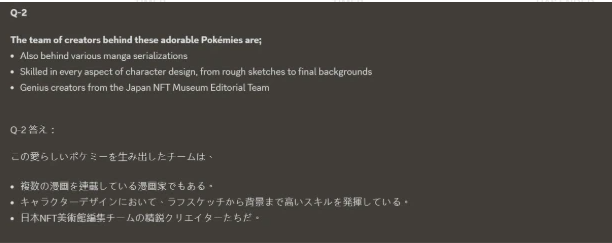 Q-2
The team of creators behind these adorable Pokémies are;
• Also behind various manga serializations
• Skilled in every aspect of character design, from rough sketches to final backgrounds
• Genius creators from the Japan NFT Museum Editorial Team
Q-2 答え：
この愛らしいポケミーを生み出したチームは、
• 複数の漫画を連載している漫画家でもある。
• キャラクターデザインにおいて、ラフスケッチから背景まで高いスキルを発揮している。
• 日本NFT美術館編集チームの精鋭クリエイターたちだ。